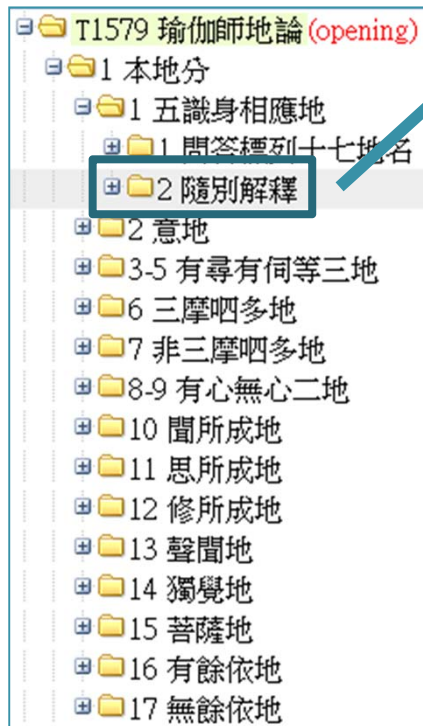 T1579 瑜伽師地論 (opening)
1 本地分
1 五識身相應地
1 問答標列十七地名
2 隨別解釋
2 意地
3-5 有尋有伺等三地
6 三摩呬多地
7 非三摩呬多地
8-9 有心無心二地
10 聞所成地
11 思所成地
12 修所成地
13 聲聞地
14 獨覺地
15 菩薩地
16 有餘依地
17 無餘依地